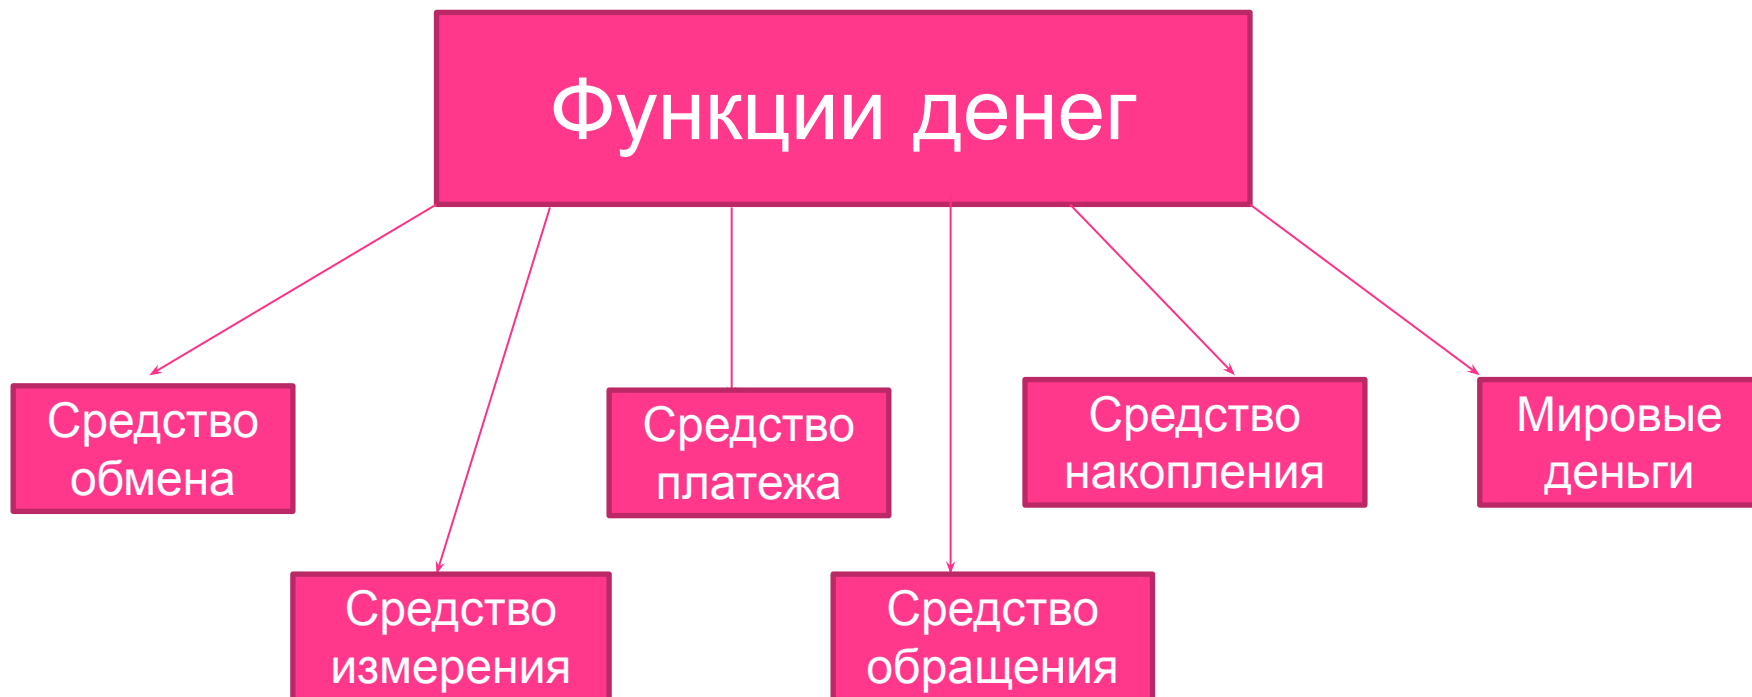 Функции денег
Средство
обмена
Средство
платежа
Средство
накопления
Мировые
деньги
Средство
измерения
Средство
обращения